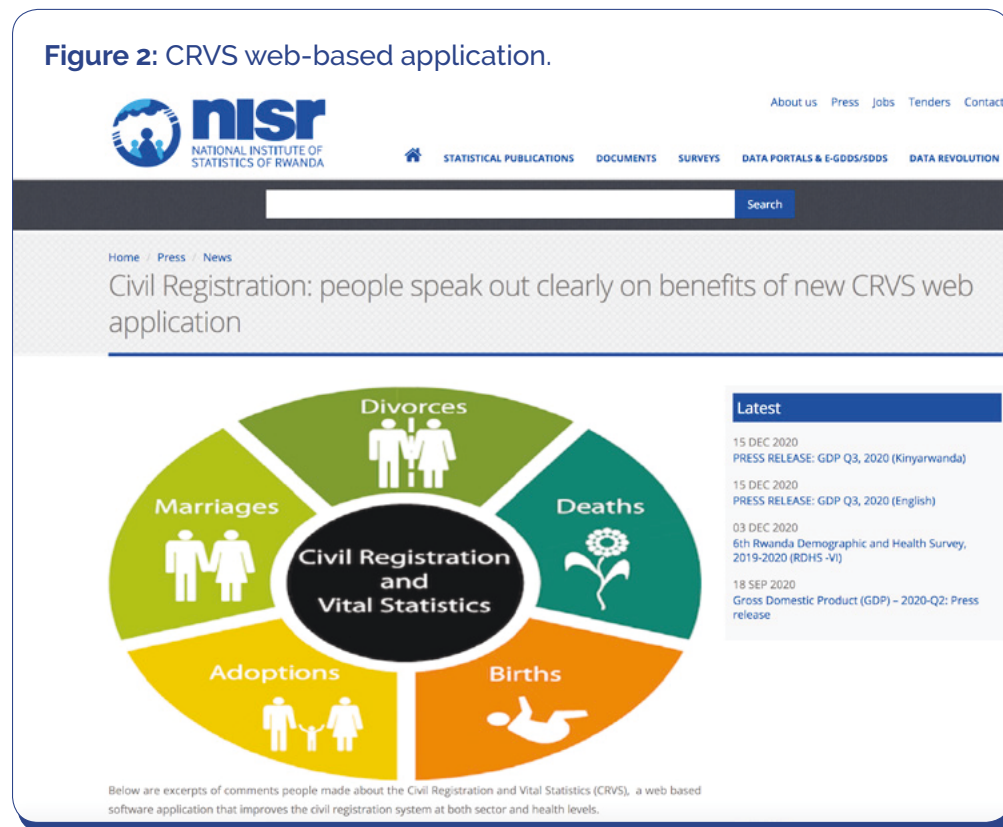 Figure 2: CRVS web-based application.
nisr
NATIONAL INSTITUTE OF
STATISTICS OF RWANDA
About us Press Jobs Tenders Contact
STATISTICAL PUBLICATIONS DOCUMENTS SURVEYS DATA PORTALS & E-GDDS/SDDS DATA REVOLUTION
Search
Home / Press / News
Civil Registration: people speak out clearly on benefits of new CRVS web
application
Divorces
Marriages
Deaths
Civil Registration
and
Vital Statistics
Adoptions
Births
Latest
15 DEC 2020
PRESS RELEASE: GDP Q3, 2020 (Kinyarwanda)
15 DEC 2020
PRESS RELEASE: GDP Q3, 2020 (English)
03 DEC 2020
6th Rwanda Demographic and Health Survey,
2019-2020 (RDHS -VI)
18 SEP 2020
Gross Domestic Product (GDP) – 2020-Q2: Press
release
Below are excerpts of comments people made about the Civil Registration and Vital Statistics (CRVS), a web based
software application that improves the civil registration system at both sector and health levels.